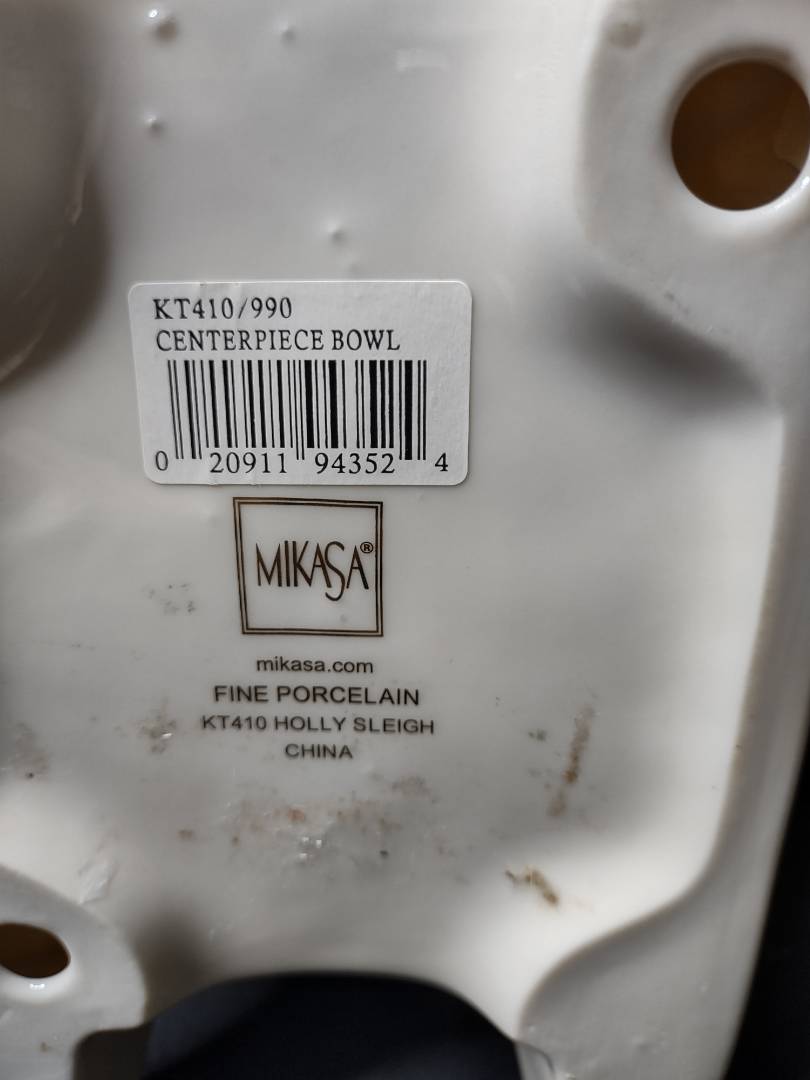 KT410/990
CENTERPIECE BOWL
0 20911 94352 4
MIKASA®
mikasa.com
FINE PORCELAIN
KT410 HOLLY SLEIGH
CHINA